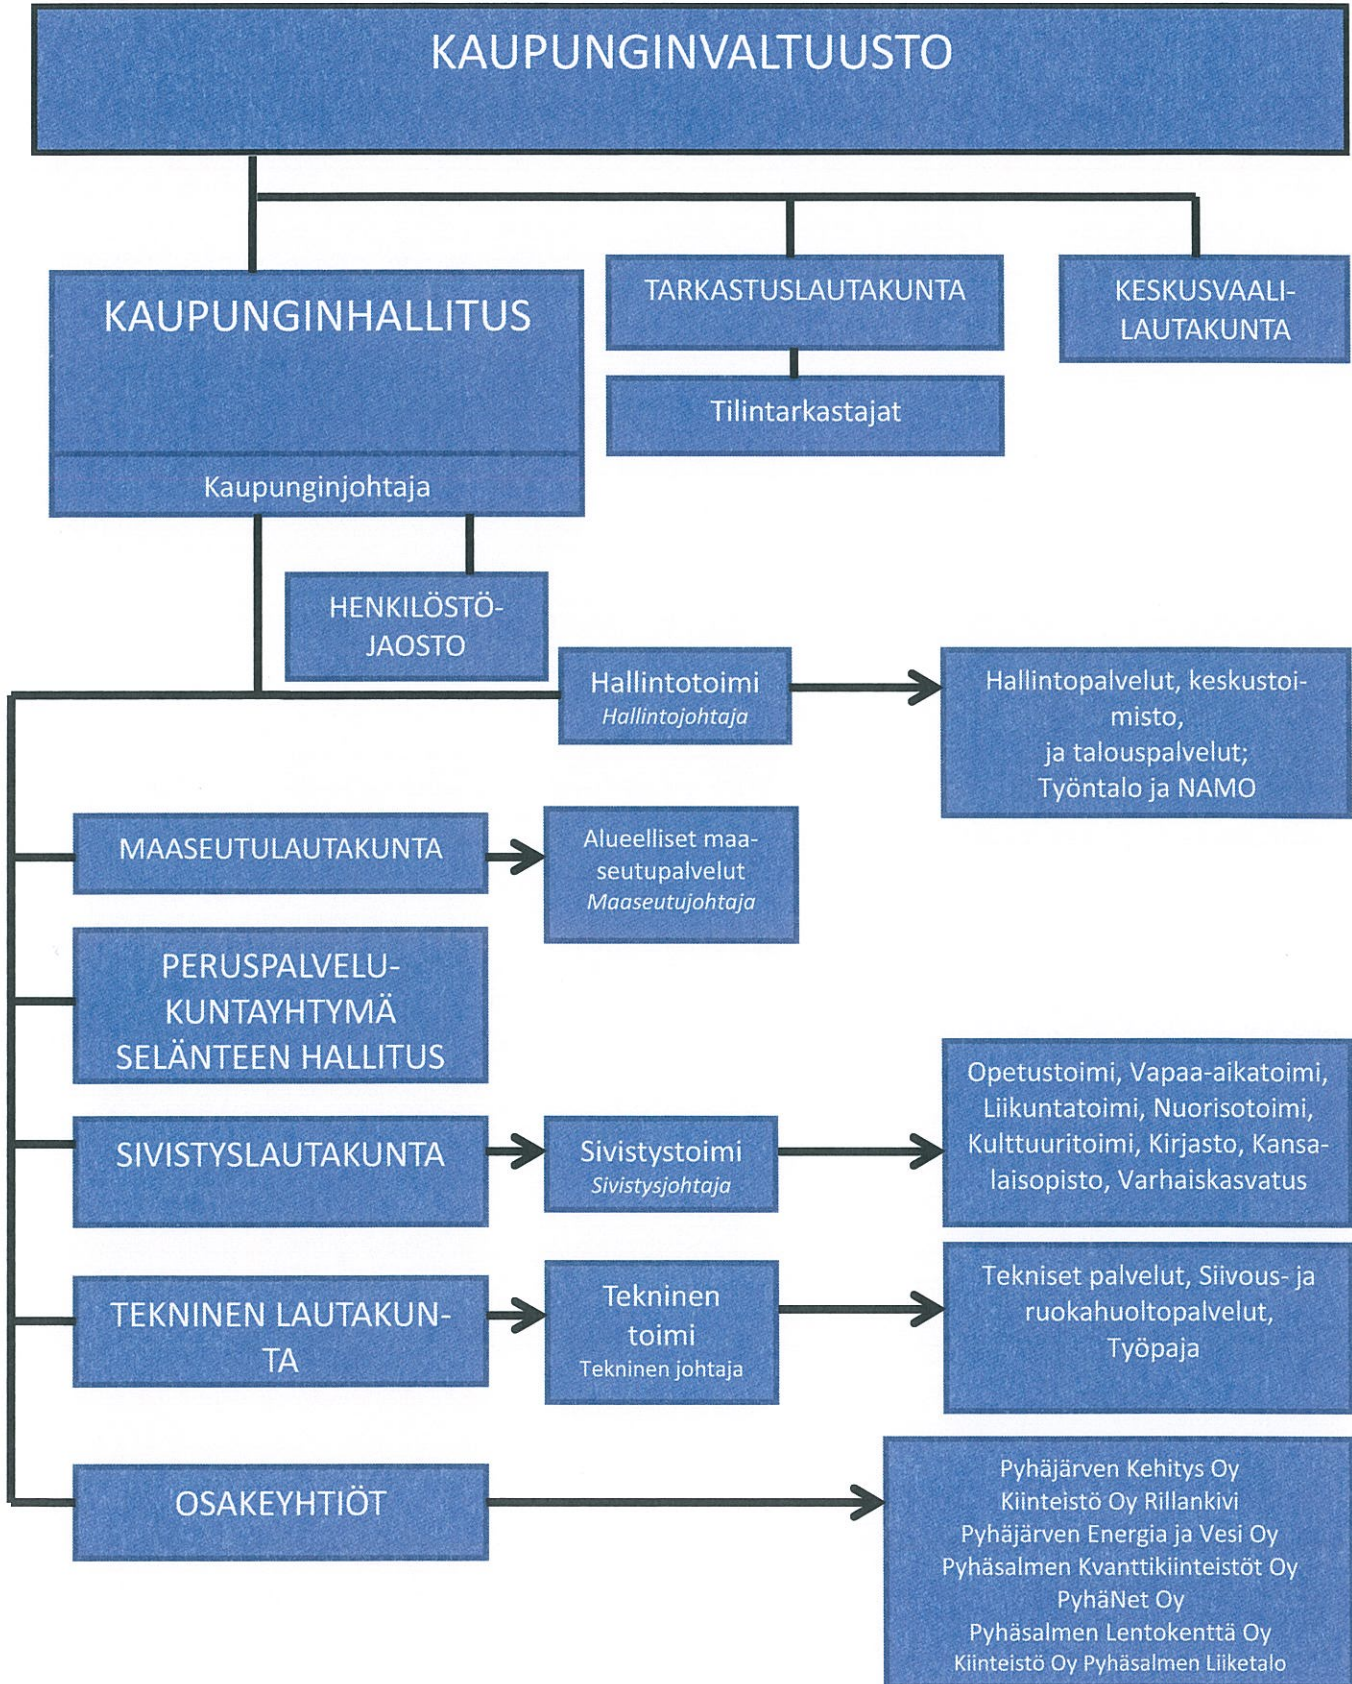 KAUPUNGINVALTUUSTO
KAUPUNGINHALLITUS
Kaupunginjohtaja
TARKASTUSLAUTAKUNTA
Tilintarkastajat
KESKUSVAALI-
LAUTAKUNTA
HENKILÖSTÖ-
JAOSTO
Hallintotoimi
Hallintojohtaja
Hallintopalvelut, keskustoi-
misto,
ja talouspalvelut;
Työntalo ja NAMO
MAASEUTULAUTAKUNTA
Alueelliset maa-
seutupalvelut
Maaseutujohtaja
PERUSPALVELU-
KUNTAYHTYMÄ
SELÄNTEEN HALLITUS
SIVISTYSLAUTAKUNTA
Sivistystoimi
Sivistysjohtaja
Opetustoimi, Vapaa-aikatoimi,
Liikuntatoimi, Nuorisotoimi,
Kulttuuritoimi, Kirjasto, Kansa-
laisopisto, Varhaiskasvatus
TEKNINEN LAUTAKUN-
TA
Tekninen
toimi
Tekninen johtaja
Tekniset palvelut, Siivous- ja
ruokahuoltopalvelut,
Työpaja
OSAKEYHTIÖT
Pyhäjärven Kehitys Oy
Kiinteistö Oy Rillankivi
Pyhäjärven Energia ja Vesi Oy
Pyhäsalmen Kvanttikiinteistöt Oy
PyhäNet Oy
Pyhäsalmen Lentokenttä Oy
Kiinteistö Oy Pyhäsalmen Liiketalo